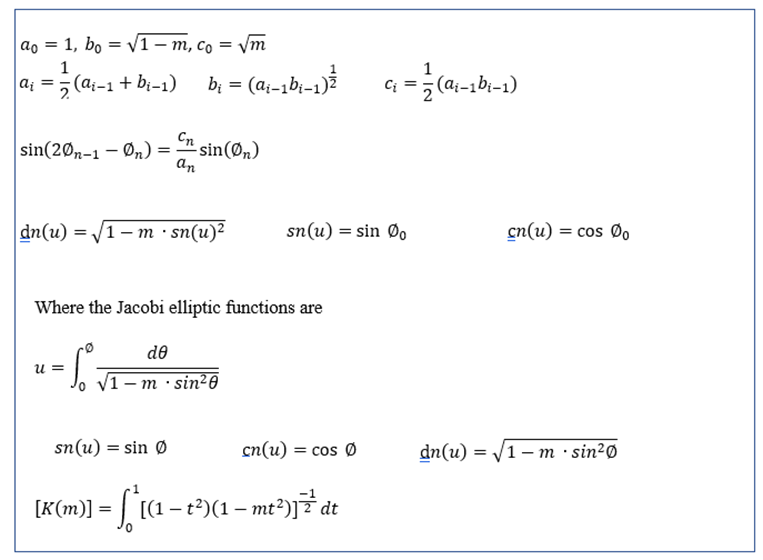 a₀ = 1, b₀ = √(1 − m), c₀ = √m
aᵢ = 1/2 (aᵢ₋₁ + bᵢ₋₁) bᵢ = (aᵢ₋₁bᵢ₋₁)^(1/2) cᵢ = 1/2 (aᵢ₋₁bᵢ₋₁)
sin(2Øₙ₋₁ − Øₙ) = cₙ/aₙ sin(Øₙ)
dn(u) = √(1 − m · sn(u)²) sn(u) = sin Ø₀ cn(u) = cos Ø₀
Where the Jacobi elliptic functions are
u = ∫₀^Ø dθ/√(1 − m · sin²θ)
sn(u) = sin Ø cn(u) = cos Ø dn(u) = √(1 − m · sin²Ø)
[K(m)] = ∫₀¹ [(1 − t²)(1 − mt²)]^(−1/2) dt